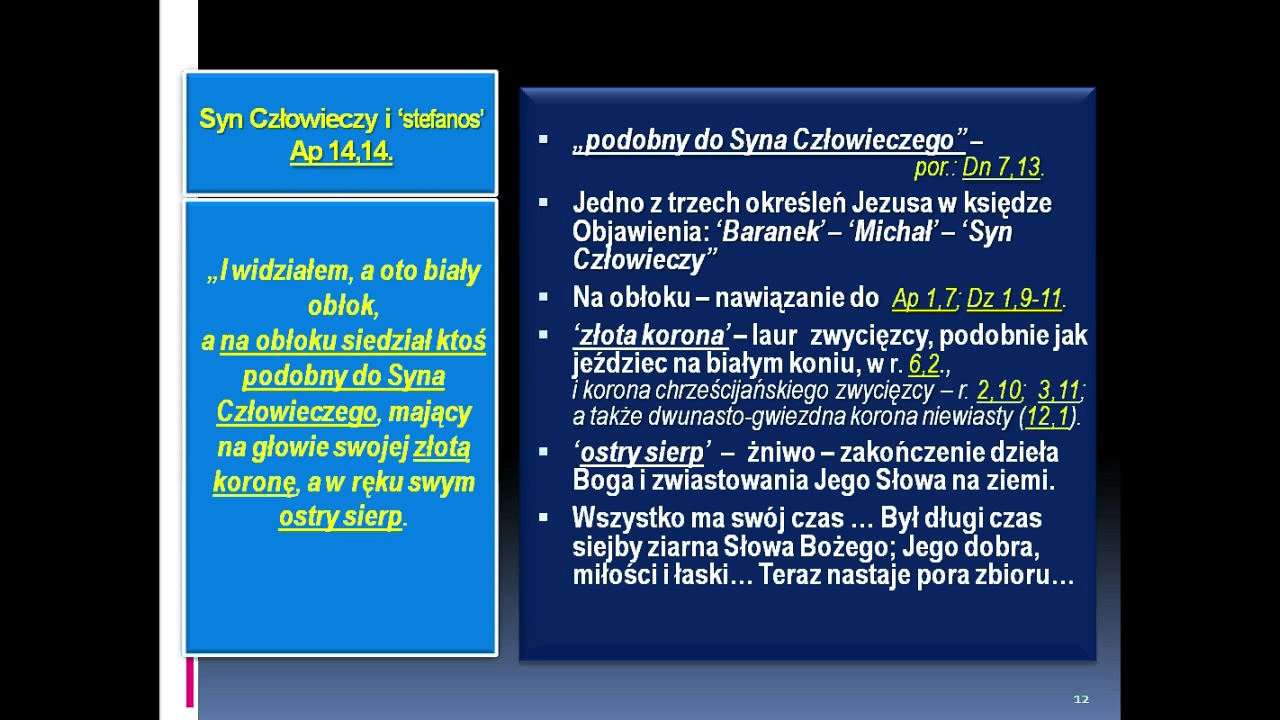 Syn Człowieczy i ‘stefanos’
Ap 14,14.
„I widziałem, a oto biały
obłok,
a na obłoku siedział ktoś
podobny do Syna
Człowieczego, mający
na głowie swojej złotą
koronę, a w ręku swym
ostry sierp.
▪ „podobny do Syna Człowieczego” –
por.: Dn 7,13.
▪ Jedno z trzech określeń Jezusa w księdze
Objawienia: ‘Baranek’ – ‘Michał’ – ‘Syn
Człowieczy”
▪ Na obłoku – nawiązanie do Ap 1,7; Dz 1,9-11.
▪ ‘złota korona’ – laur zwycięzcy, podobnie jak
jeździec na białym koniu, w r. 6,2.,
i korona chrześcijańskiego zwycięzcy – r. 2,10; 3,11;
a także dwunasto-gwiezdna korona niewiasty (12,1).
▪ ‘ostry sierp’ – żniwo – zakończenie dzieła
Boga i zwiastowania Jego Słowa na ziemi.
▪ Wszystko ma swój czas … Był długi czas
siejby ziarna Słowa Bożego; Jego dobra,
miłości i łaski… Teraz nastaje pora zbioru…
12